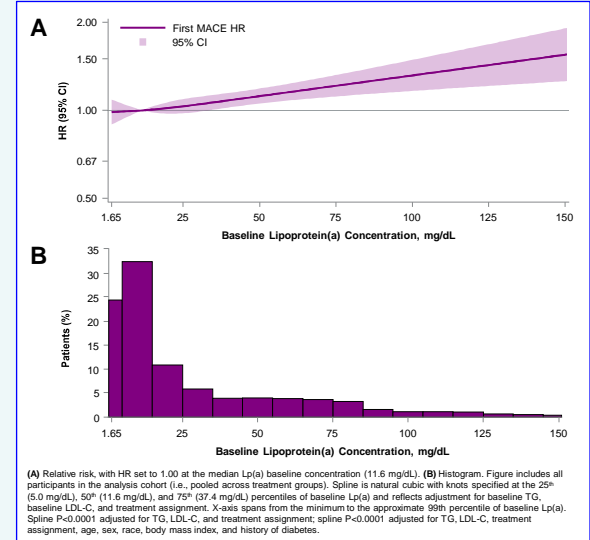 A
2.00
First MACE HR
95% CI
1.50
1.00
0.67
0.50
HR (95% CI)
1.65 25 50 75 100 125 150
Baseline Lipoprotein(a) Concentration, mg/dL
B
35
30
25
20
15
10
5
0
Patients (%)
1.65 25 50 75 100 125 150
Baseline Lipoprotein(a) Concentration, mg/dL
(A) Relative risk, with HR set to 1.00 at the median Lp(a) baseline concentration (11.6 mg/dL). (B) Histogram. Figure includes all
participants in the analysis cohort (i.e., pooled across treatment groups). Spline is natural cubic with knots specified at the 25th
(5.0 mg/dL), 50th (11.6 mg/dL), and 75th (37.4 mg/dL) percentiles of baseline Lp(a) and reflects adjustment for baseline TG,
baseline LDL-C, and treatment assignment. X-axis spans from the minimum to the approximate 99th percentile of baseline Lp(a).
Spline P<0.0001 adjusted for TG, LDL-C, and treatment assignment; spline P<0.0001 adjusted for TG, LDL-C, treatment
assignment, age, sex, race, body mass index, and history of diabetes.